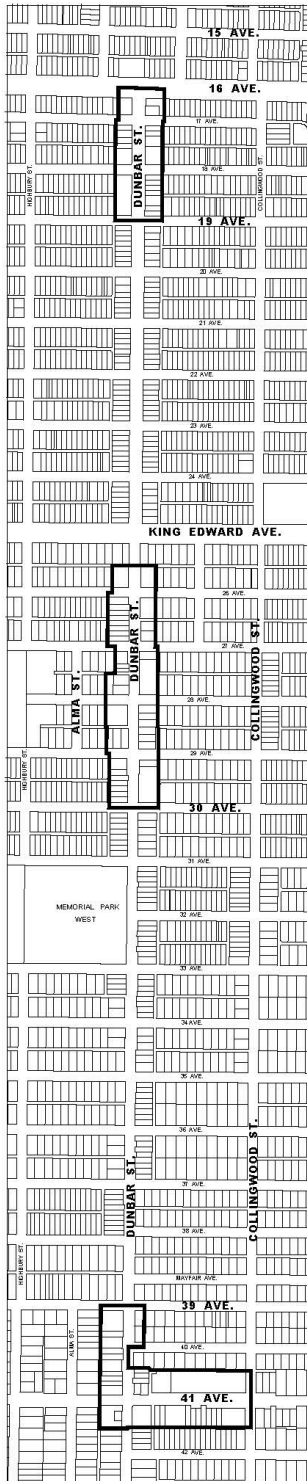 15 AVE.
16 AVE.
17 AVE.
DUNBAR ST.
HIGHBURY ST.
COLLINGWOOD ST.
18 AVE.
19 AVE.
20 AVE.
21 AVE.
22 AVE.
23 AVE.
24 AVE.
KING EDWARD AVE.
26 AVE.
DUNBAR ST.
27 AVE.
ALMA ST.
COLLINGWOOD ST.
28 AVE.
29 AVE.
HIGHBURY ST.
30 AVE.
31 AVE.
MEMORIAL PARK
WEST
32 AVE.
33 AVE.
34 AVE.
35 AVE.
36 AVE.
COLLINGWOOD ST.
DUNBAR ST.
37 AVE.
38 AVE.
HIGHBURY ST.
MAYFAIR AVE.
39 AVE.
ALMA ST.
40 AVE.
41 AVE.
42 AVE.